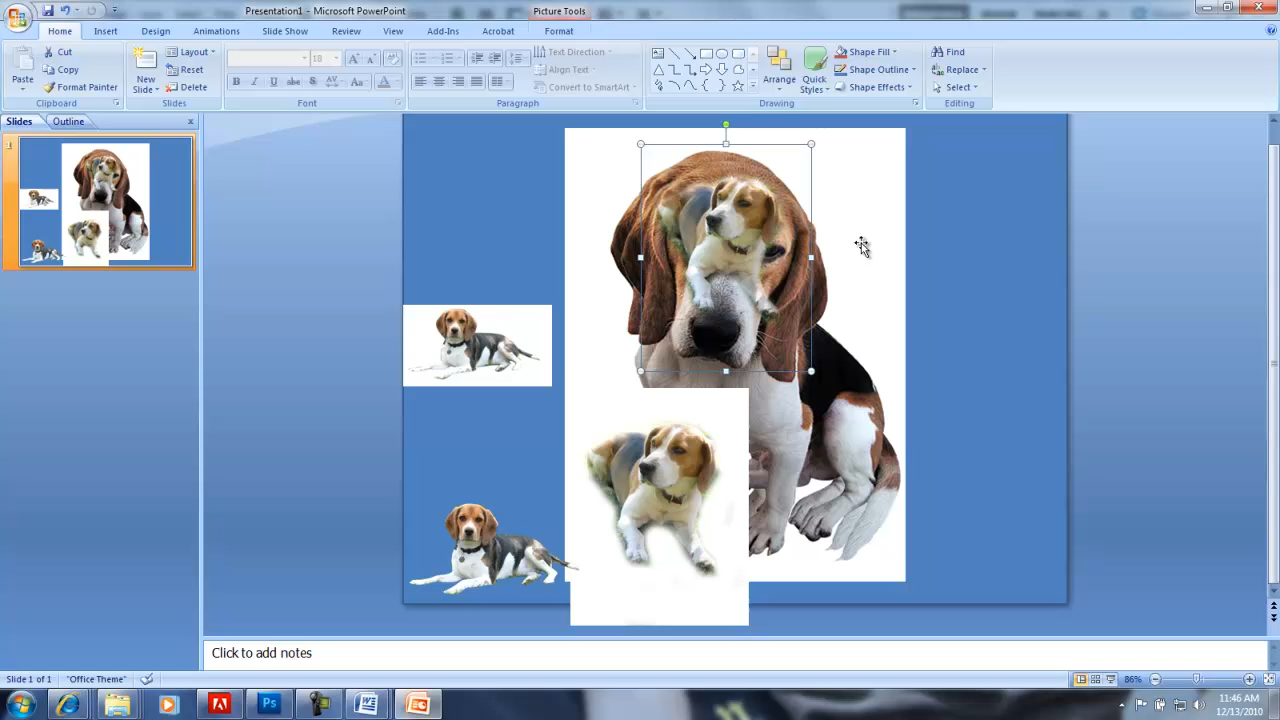 Presentation1 - Microsoft PowerPoint
Picture Tools
Home Insert Design Animations Slide Show Review View Add-Ins Acrobat Format
Paste
Cut
Copy
Format Painter
Clipboard
New Slide
Layout
Reset
Delete
Slides
18
B I U S AV Aa A
Font
Text Direction
Align Text
Convert to SmartArt
Paragraph
Arrange
Quick Styles
Shape Fill
Shape Outline
Shape Effects
Drawing
Find
Replace
Select
Editing
Slides Outline
1
Click to add notes
Slide 1 of 1 "Office Theme" 86%
Ps
11:46 AM
12/13/2010